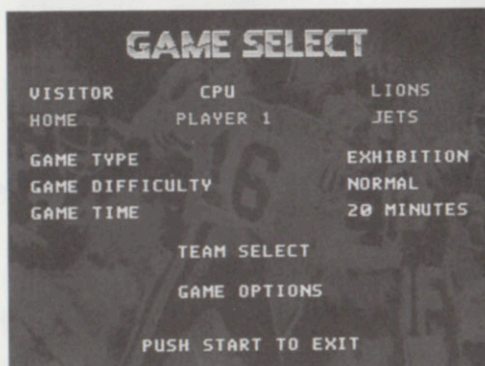 GAME SELECT
VISITOR CPU LIONS
HOME PLAYER 1 JETS
GAME TYPE EXHIBITION
GAME DIFFICULTY NORMAL
GAME TIME 20 MINUTES
TEAM SELECT
GAME OPTIONS
PUSH START TO EXIT